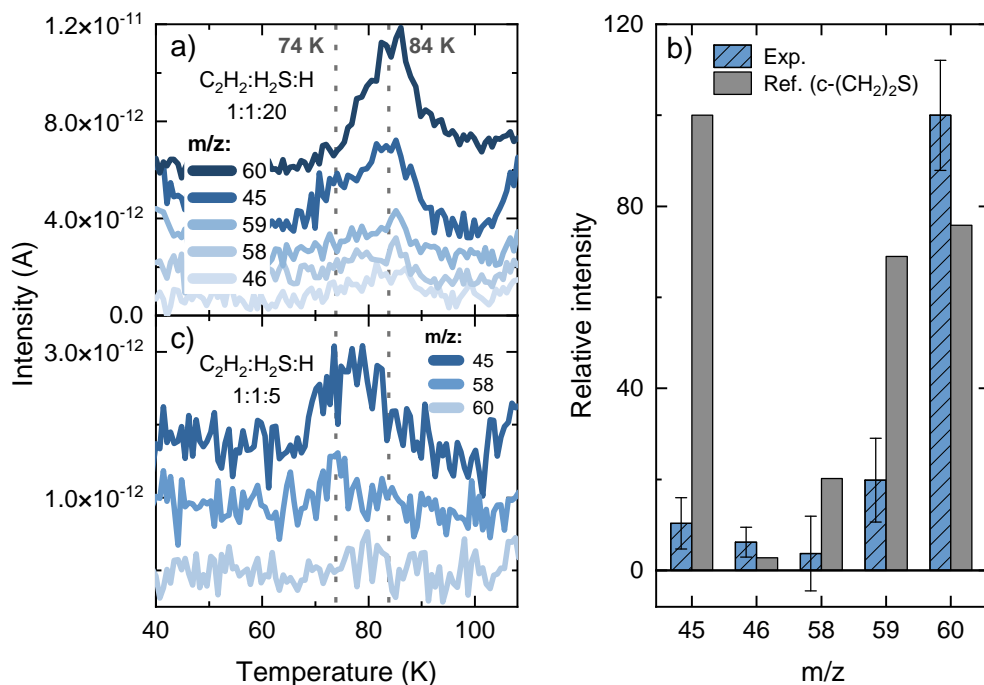 a)
74 K
84 K
C₂H₂:H₂S:H
1:1:20
m/z:
60
45
59
58
46
1.2×10⁻¹¹
8.0×10⁻¹²
4.0×10⁻¹²
0.0
c)
C₂H₂:H₂S:H
1:1:5
m/z:
45
58
60
3.0×10⁻¹²
1.0×10⁻¹²
Intensity (A)
40
60
80
100
Temperature (K)
b)
Exp.
Ref. (c-(CH₂)₂S)
120
80
40
0
Relative intensity
45
46
58
59
60
m/z